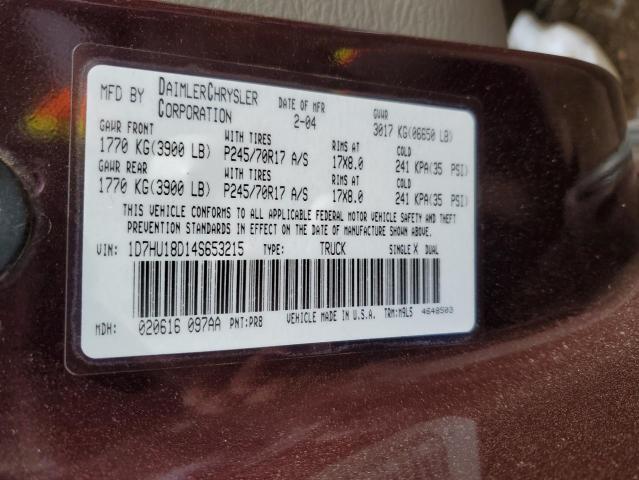 MFD BY DAIMLERCHRYSLER CORPORATION DATE OF MFR 2-04 GVWR 3017 KG(06650 LB)
GAWR FRONT WITH TIRES RIMS AT COLD
1770 KG(3900 LB) P245/70R17 A/S 17X8.0 241 KPA(35 PSI)
GAWR REAR WITH TIRES RIMS AT COLD
1770 KG(3900 LB) P245/70R17 A/S 17X8.0 241 KPA(35 PSI)
THIS VEHICLE CONFORMS TO ALL APPLICABLE FEDERAL MOTOR VEHICLE SAFETY AND THEFT
PREVENTION STANDARDS IN EFFECT ON THE DATE OF MANUFACTURE SHOWN ABOVE.
VIN: 1D7HU18D14S653215 TYPE: TRUCK SINGLE X DUAL
MDH: 020616 097AA PNT:PR8 VEHICLE MADE IN U.S.A. TRM:M9L5 4648503